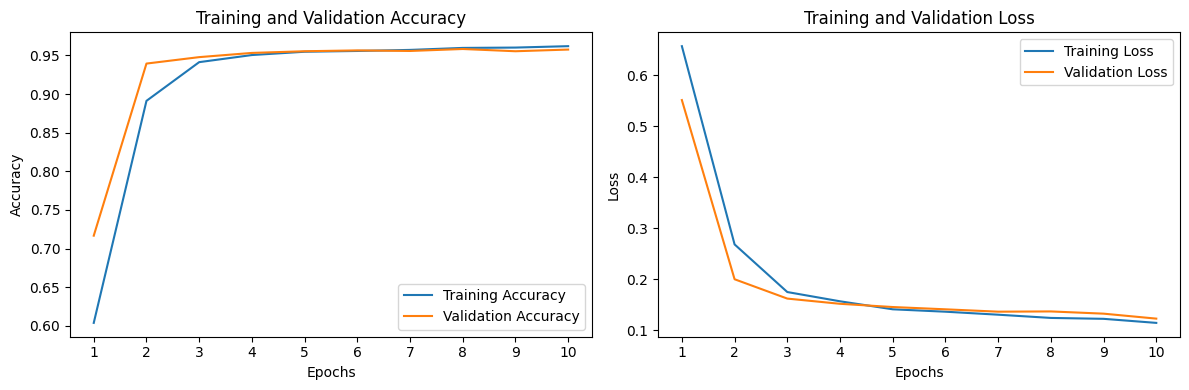 Training and Validation Accuracy
Accuracy
0.95
0.90
0.85
0.80
0.75
0.70
0.65
0.60
Training Accuracy
Validation Accuracy
1 2 3 4 5 6 7 8 9 10
Epochs
Training and Validation Loss
Loss
0.6
0.5
0.4
0.3
0.2
0.1
Training Loss
Validation Loss
1 2 3 4 5 6 7 8 9 10
Epochs